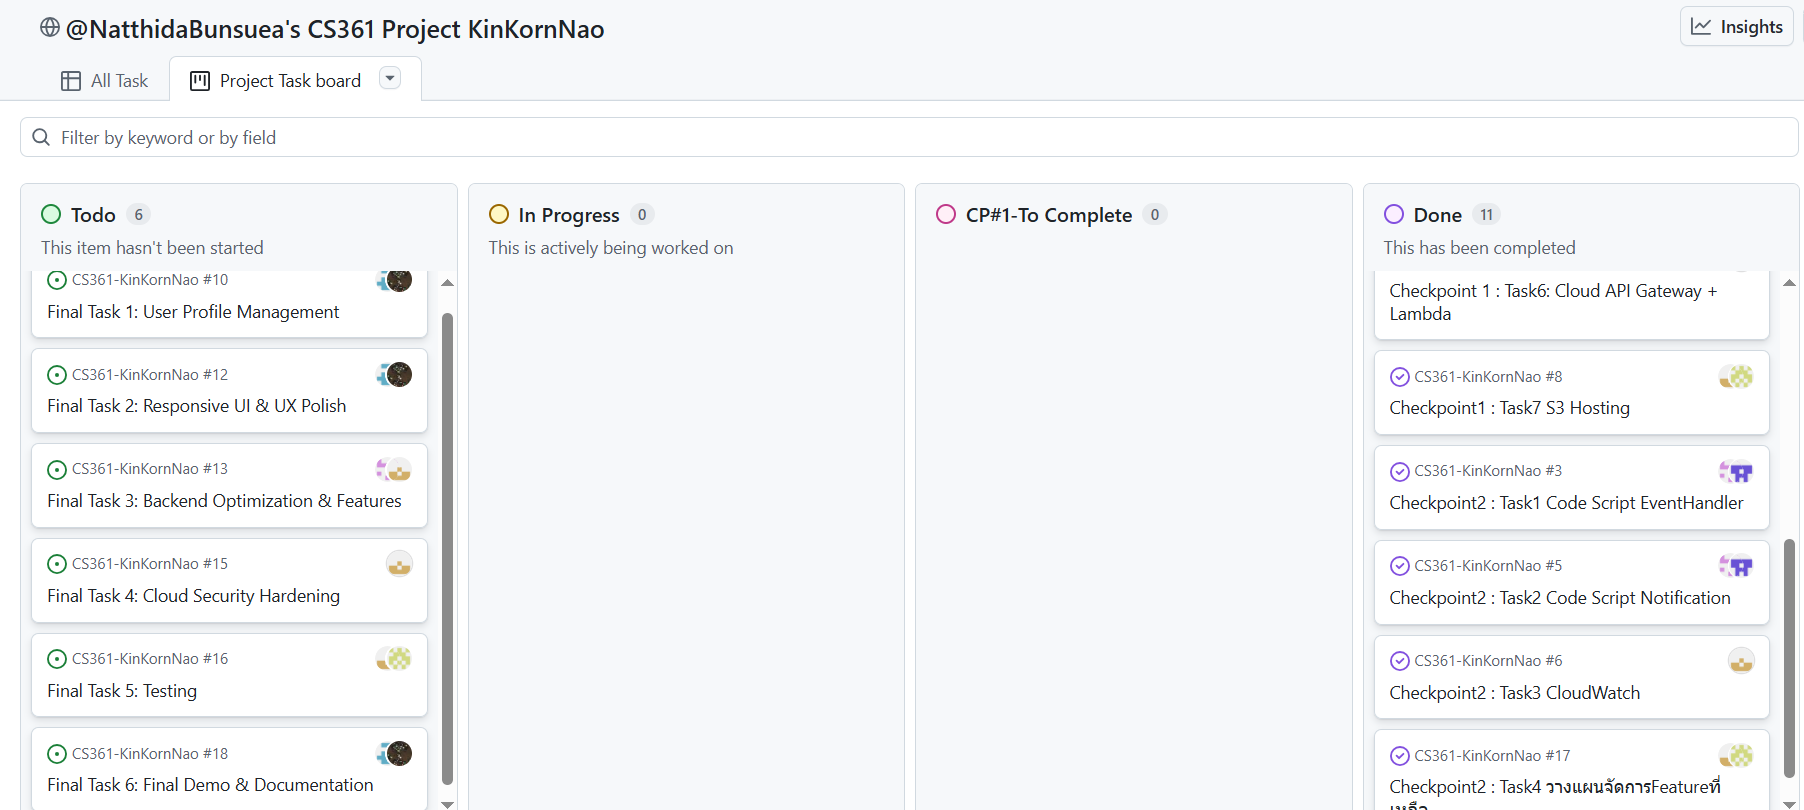 @NatthidaBunsuea's CS361 Project KinKornNao
Insights
All Task
Project Task board
Filter by keyword or by field
Todo 6
This item hasn't been started
CS361-KinKornNao #10
Final Task 1: User Profile Management
CS361-KinKornNao #12
Final Task 2: Responsive UI & UX Polish
CS361-KinKornNao #13
Final Task 3: Backend Optimization & Features
CS361-KinKornNao #15
Final Task 4: Cloud Security Hardening
CS361-KinKornNao #16
Final Task 5: Testing
CS361-KinKornNao #18
Final Task 6: Final Demo & Documentation
In Progress 0
This is actively being worked on
CP#1-To Complete 0
Done 11
This has been completed
Checkpoint 1 : Task6: Cloud API Gateway +
Lambda
CS361-KinKornNao #8
Checkpoint1 : Task7 S3 Hosting
CS361-KinKornNao #3
Checkpoint2 : Task1 Code Script EventHandler
CS361-KinKornNao #5
Checkpoint2 : Task2 Code Script Notification
CS361-KinKornNao #6
Checkpoint2 : Task3 CloudWatch
CS361-KinKornNao #17
Checkpoint2 : Task4 วางแผนจัดการFeatureที่